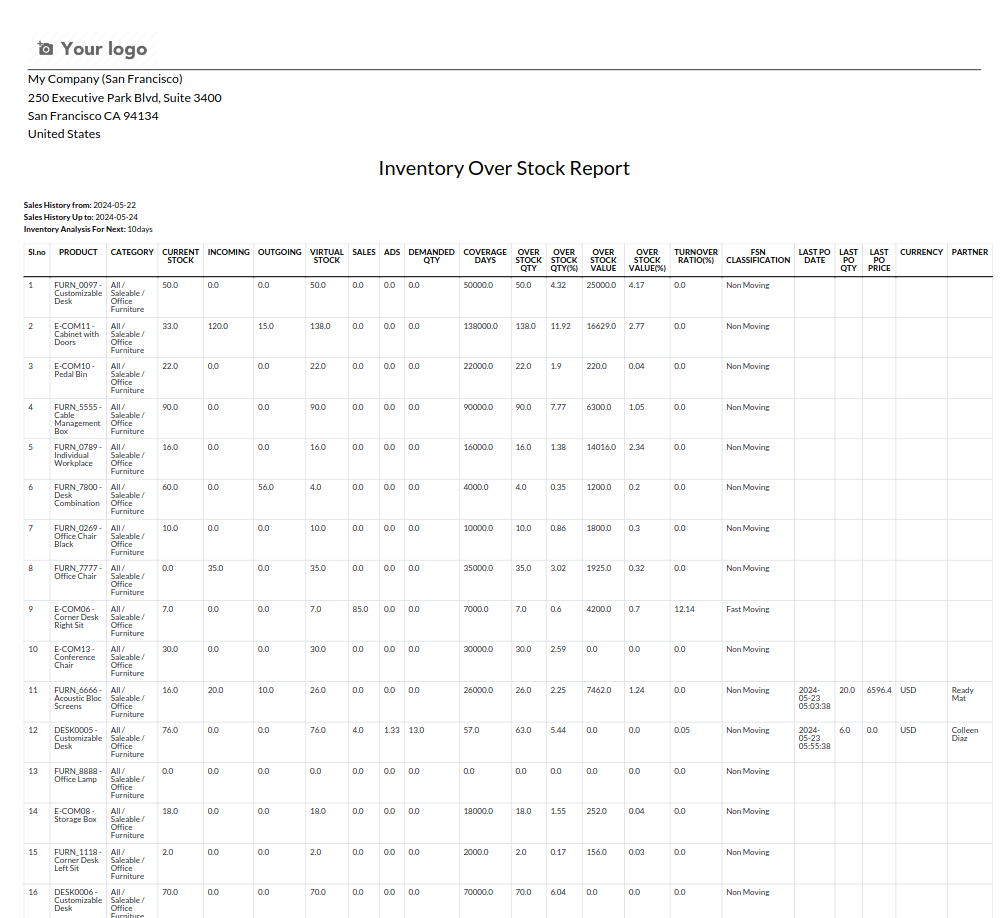 Your logo
My Company (San Francisco)
250 Executive Park Blvd, Suite 3400
San Francisco CA 94134
United States
Inventory Over Stock Report
Sales History from: 2024-05-22
Sales History Up to: 2024-05-24
Inventory Analysis For Next: 10days
Sl.no PRODUCT CATEGORY CURRENT STOCK INCOMING OUTGOING VIRTUAL STOCK SALES ADS DEMANDED QTY COVERAGE DAYS OVER STOCK QTY OVER STOCK QTY(%) OVER STOCK VALUE OVER STOCK VALUE(%) TURNOVER RATIO(%) FSN CLASSIFICATION LAST PO DATE LAST PO QTY LAST PO PRICE CURRENCY PARTNER
1 FURN_0097 - Customizable Desk All / Saleable / Office Furniture 50.0 0.0 0.0 50.0 0.0 0.0 0.0 50000.0 50.0 4.32 25000.0 4.17 0.0 Non Moving
2 E-COM11 - Cabinet with Doors All / Saleable / Office Furniture 33.0 120.0 15.0 138.0 0.0 0.0 0.0 138000.0 138.0 11.92 16629.0 2.77 0.0 Non Moving
3 E-COM10 - Pedal Bin All / Saleable / Office Furniture 22.0 0.0 0.0 22.0 0.0 0.0 0.0 22000.0 22.0 1.9 220.0 0.04 0.0 Non Moving
4 FURN_5555 - Cable Management Box All / Saleable / Office Furniture 90.0 0.0 0.0 90.0 0.0 0.0 0.0 90000.0 90.0 7.77 6300.0 1.05 0.0 Non Moving
5 FURN_0789 - Individual Workplace All / Saleable / Office Furniture 16.0 0.0 0.0 16.0 0.0 0.0 0.0 16000.0 16.0 1.38 14016.0 2.34 0.0 Non Moving
6 FURN_7800 - Desk Combination All / Saleable / Office Furniture 60.0 0.0 56.0 4.0 0.0 0.0 0.0 4000.0 4.0 0.35 1200.0 0.2 0.0 Non Moving
7 FURN_0269 - Office Chair Black All / Saleable / Office Furniture 10.0 0.0 0.0 10.0 0.0 0.0 0.0 10000.0 10.0 0.86 1800.0 0.3 0.0 Non Moving
8 FURN_7777 - Office Chair All / Saleable / Office Furniture 0.0 35.0 0.0 35.0 0.0 0.0 0.0 35000.0 35.0 3.02 1925.0 0.32 0.0 Non Moving
9 E-COM06 - Corner Desk Right Sit All / Saleable / Office Furniture 7.0 0.0 0.0 7.0 85.0 0.0 0.0 7000.0 7.0 0.6 4200.0 0.7 12.14 Fast Moving
10 E-COM13 - Conference Chair All / Saleable / Office Furniture 30.0 0.0 0.0 30.0 0.0 0.0 0.0 30000.0 30.0 2.59 0.0 0.0 0.0 Non Moving
11 FURN_6666 - Acoustic Bloc Screens All / Saleable / Office Furniture 16.0 20.0 10.0 26.0 0.0 0.0 0.0 26000.0 26.0 2.25 7462.0 1.24 0.0 Non Moving 2024-05-23 05:03:38 20.0 6596.4 USD Ready Mat
12 DESK0005 - Customizable Desk All / Saleable / Office Furniture 76.0 0.0 0.0 76.0 4.0 1.33 13.0 57.0 63.0 5.44 0.0 0.0 0.05 Non Moving 2024-05-23 05:55:38 6.0 0.0 USD Colleen Diaz
13 FURN_8888 - Office Lamp All / Saleable / Office Furniture 0.0 0.0 0.0 0.0 0.0 0.0 0.0 0.0 0.0 0.0 0.0 0.0 0.0 Non Moving
14 E-COM08 - Storage Box All / Saleable / Office Furniture 18.0 0.0 0.0 18.0 0.0 0.0 0.0 18000.0 18.0 1.55 252.0 0.04 0.0 Non Moving
15 FURN_1118 - Corner Desk Left Sit All / Saleable / Office Furniture 2.0 0.0 0.0 2.0 0.0 0.0 0.0 2000.0 2.0 0.17 156.0 0.03 0.0 Non Moving
16 DESK0006 - Customizable Desk All / Saleable / Office Furniture 70.0 0.0 0.0 70.0 0.0 0.0 0.0 70000.0 70.0 6.04 0.0 0.0 0.0 Non Moving